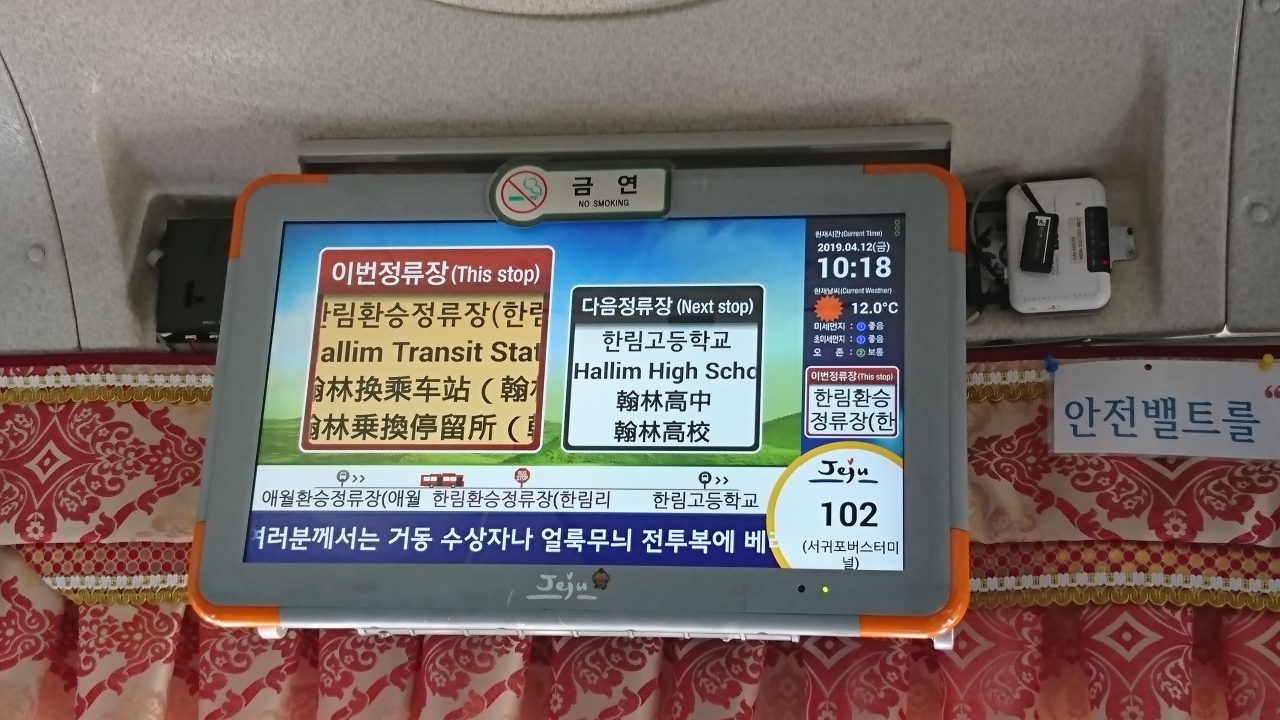 금 연
NO SMOKING
이번정류장(This stop)
한림환승정류장(한림
allim Transit Stat
翰林換乘车站(翰林
翰林乗換停留所(
다음정류장(Next stop)
한림고등학교
Hallim High Scho
翰林高中
翰林高校
현재시간(Current Time)
2019.04.12(금)
10:18
현재날씨(Current Weather)
12.0°C
미세먼지 : ① 좋음
초미세먼지 : ① 좋음
오 존 : ② 보통
이번정류장(This stop)
한림환승
정류장(한
애월환승정류장(애월
한림환승정류장(한림리
한림고등학교
STOP
Jeju
102
(서귀포버스터미
널)
여러분께서는 거동 수상자나 얼룩무늬 전투복에 베
Jeju
안전밸트를